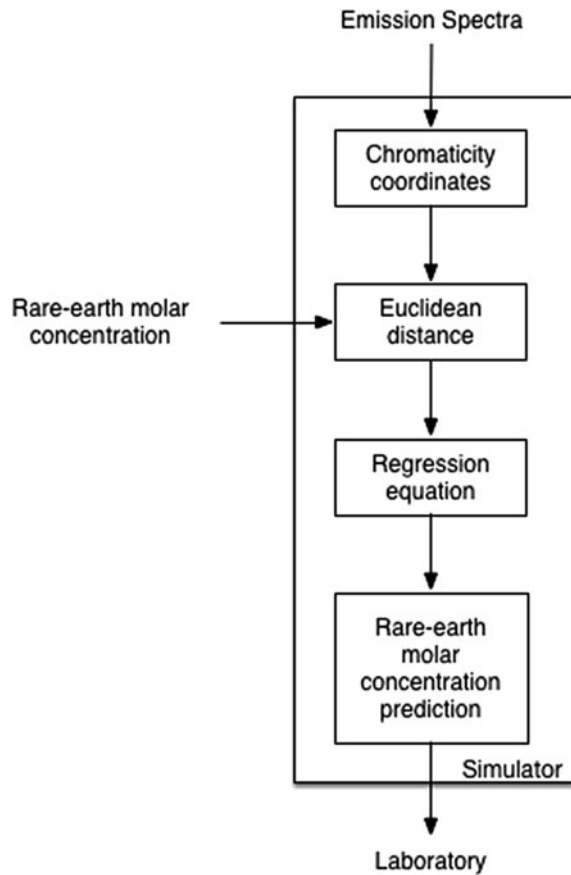 Emission Spectra
Chromaticity
coordinates
Rare-earth molar
concentration
Euclidean
distance
Regression
equation
Rare-earth
molar
concentration
prediction
Simulator
Laboratory